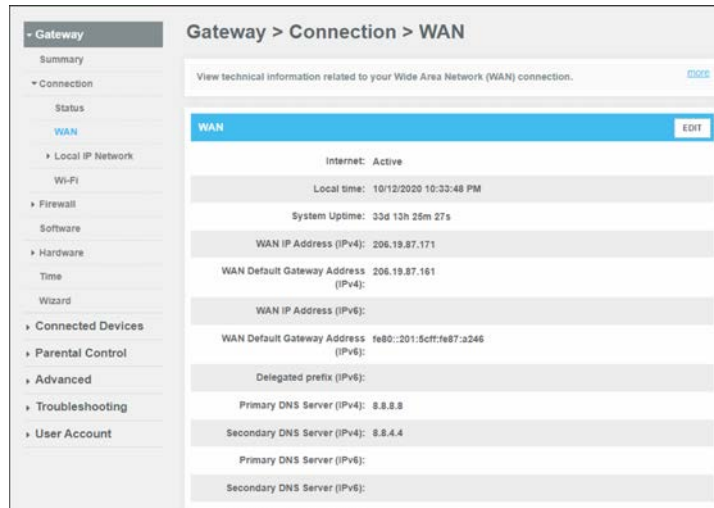 Gateway
Summary
Connection
Status
WAN
Local IP Network
Wi-Fi
Firewall
Software
Hardware
Time
Wizard
Connected Devices
Parental Control
Advanced
Troubleshooting
User Account
Gateway > Connection > WAN
View technical information related to your Wide Area Network (WAN) connection.
more
WAN
EDIT
Internet: Active
Local time: 10/12/2020 10:33:48 PM
System Uptime: 33d 13h 25m 27s
WAN IP Address (IPv4): 206.19.87.171
WAN Default Gateway Address 206.19.87.161
(IPv4):
WAN IP Address (IPv6):
WAN Default Gateway Address fe80::201:5cff:fe87:a246
(IPv6):
Delegated prefix (IPv6):
Primary DNS Server (IPv4): 8.8.8.8
Secondary DNS Server (IPv4): 8.8.4.4
Primary DNS Server (IPv6):
Secondary DNS Server (IPv6):